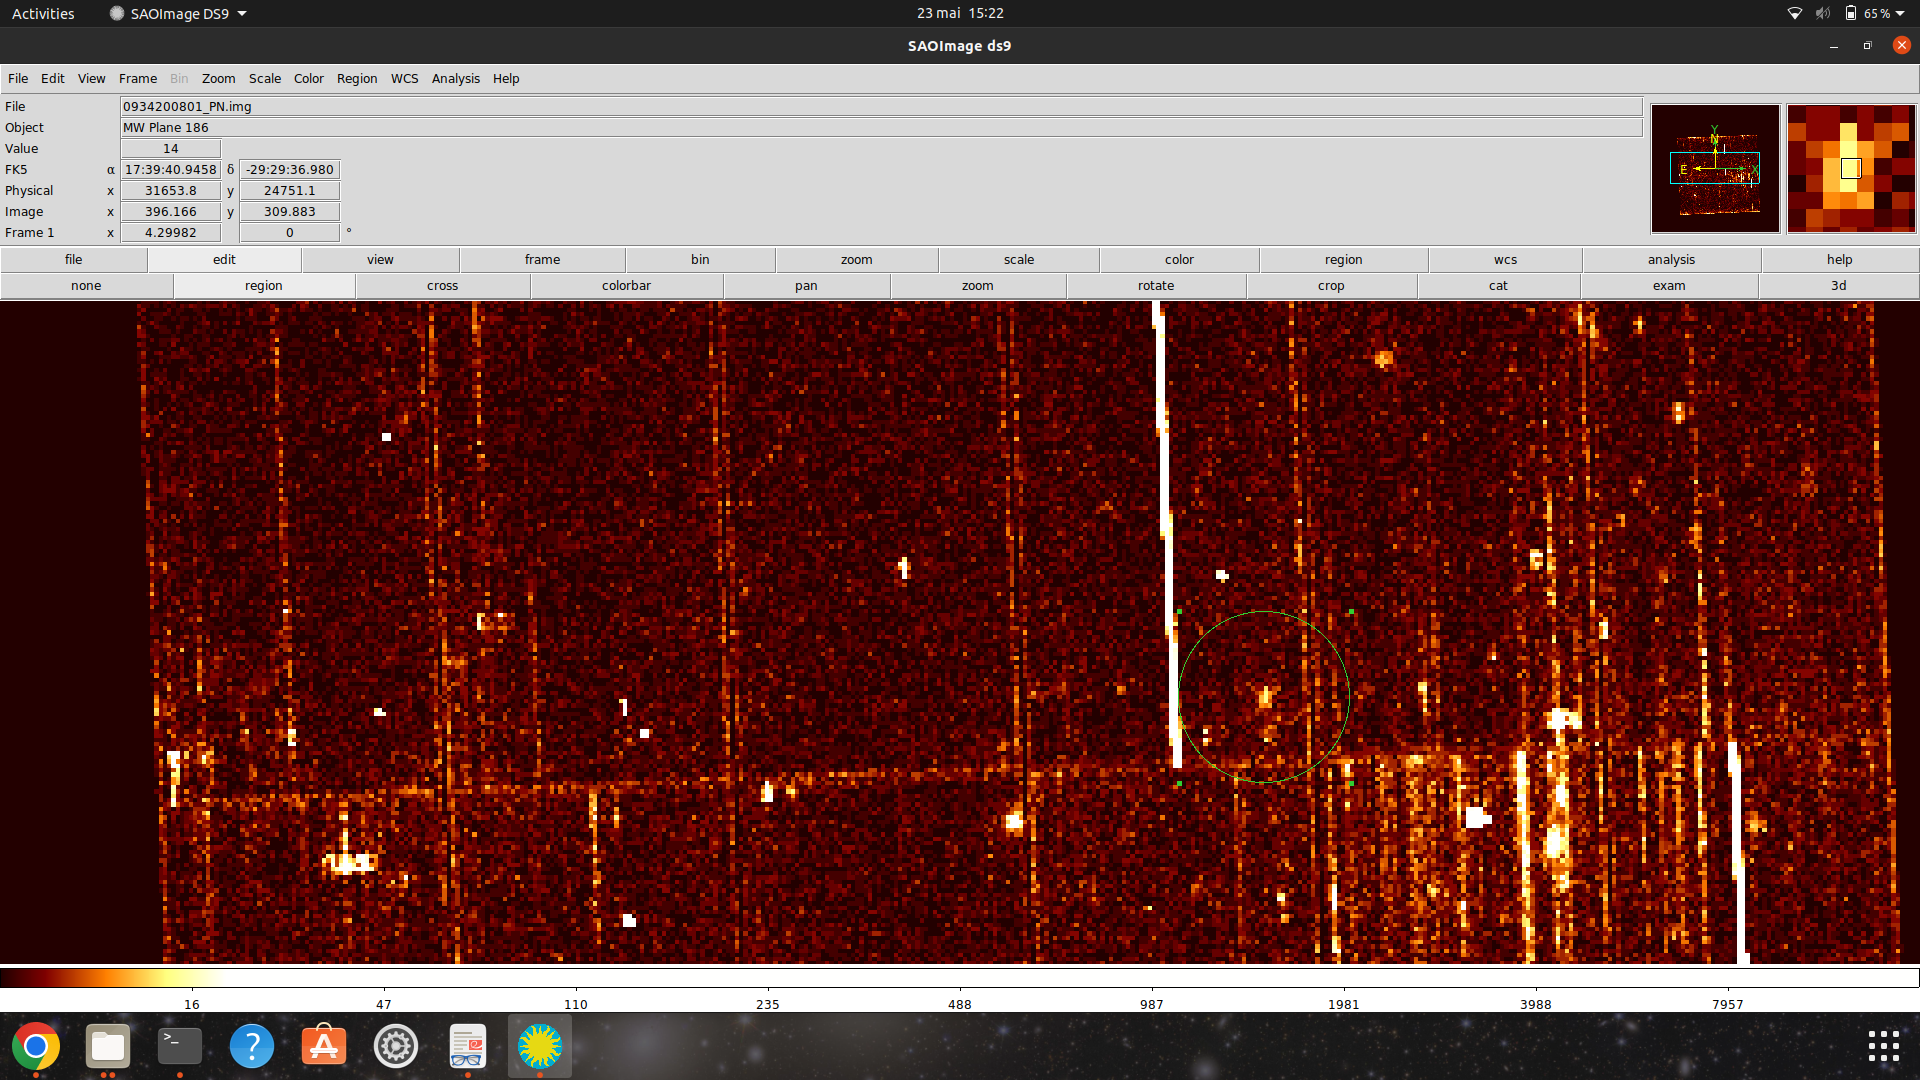 Activities SAOImage DS9 23 mai 15:22 65 %
SAOImage ds9
File Edit View Frame Bin Zoom Scale Color Region WCS Analysis Help
File 0934200801_PN.img
Object MW Plane 186
Value 14
FK5 α 17:39:40.9458 δ -29:29:36.980
Physical x 31653.8 y 24751.1
Image x 396.166 y 309.883
Frame 1 x 4.29982 0 °
Y
N
E
X
file edit view frame bin zoom scale color region wcs analysis help
none region cross colorbar pan zoom rotate crop cat exam 3d
16 47 110 235 488 987 1981 3988 7957
>_
?